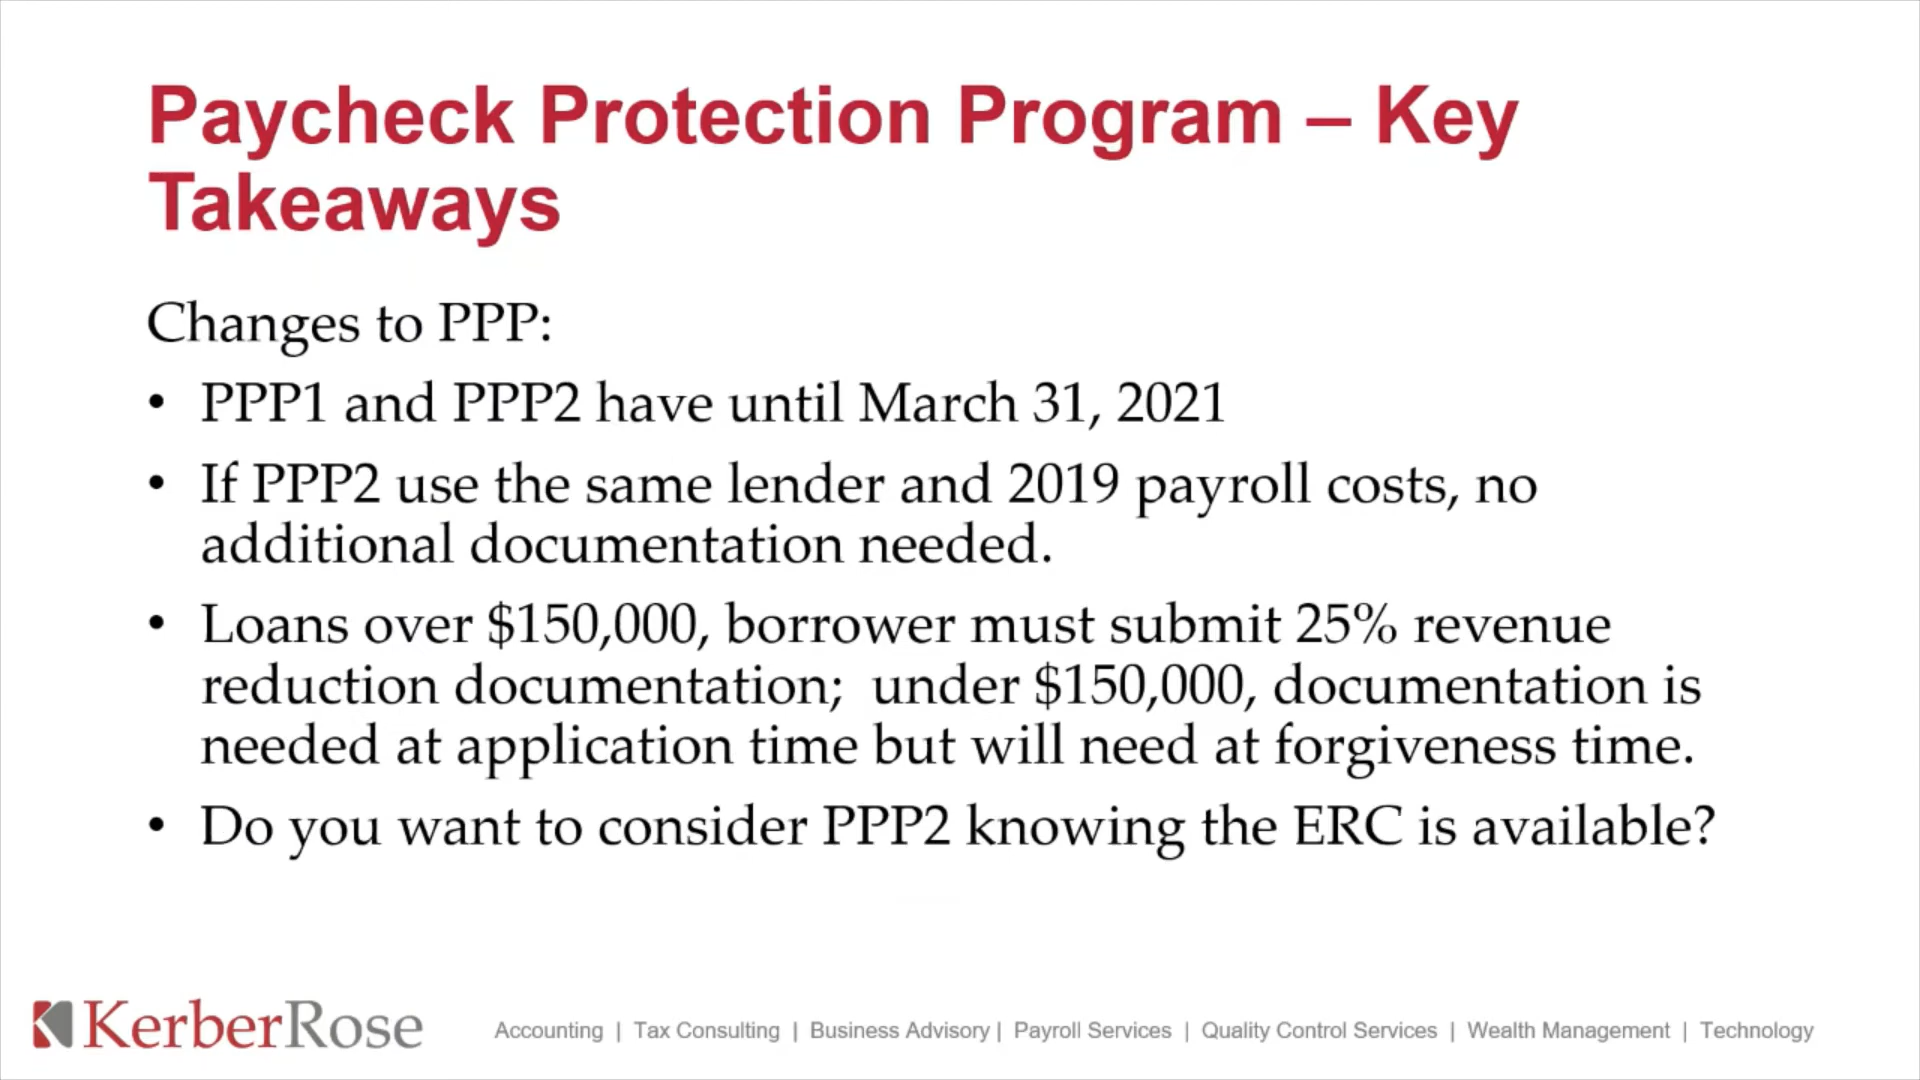 Paycheck Protection Program – Key
Takeaways
Changes to PPP:
• PPP1 and PPP2 have until March 31, 2021
• If PPP2 use the same lender and 2019 payroll costs, no
additional documentation needed.
• Loans over $150,000, borrower must submit 25% revenue
reduction documentation;  under $150,000, documentation is
needed at application time but will need at forgiveness time.
• Do you want to consider PPP2 knowing the ERC is available?
KerberRose
Accounting | Tax Consulting | Business Advisory | Payroll Services | Quality Control Services | Wealth Management | Technology